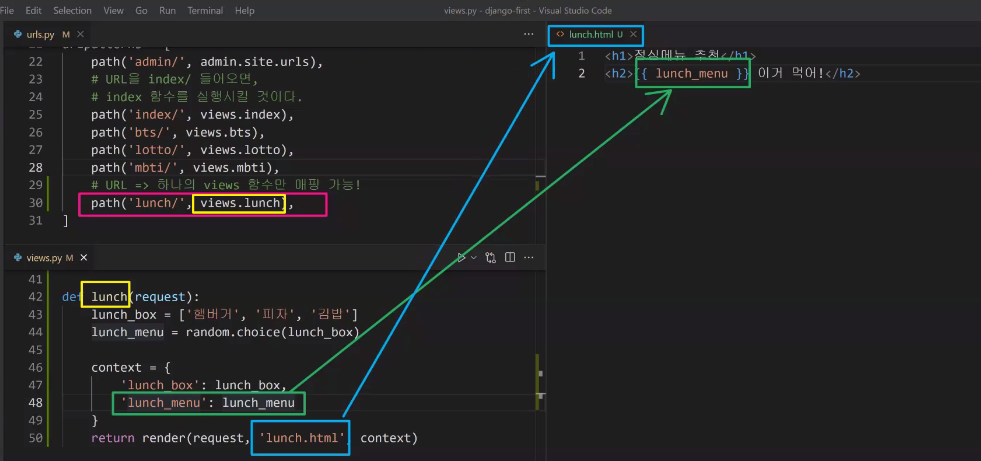 File Edit Selection View Go Run Terminal Help
views.py - django-first - Visual Studio Code
urls.py M
22 path('admin/', admin.site.urls),
23 # URL을 index/ 들어오면,
24 # index 함수를 실행시킬 것이다.
25 path('index/', views.index),
26 path('bts/', views.bts),
27 path('lotto/', views.lotto),
28 path('mbti/', views.mbti),
29 # URL => 하나의 views 함수만 매핑 가능!
30 path('lunch/', views.lunch),
31 ]
views.py M
41
42 def lunch(request):
43 lunch_box = ['햄버거', '피자', '김밥']
44 lunch_menu = random.choice(lunch_box)
45
46 context = {
47 'lunch_box': lunch_box,
48 'lunch_menu': lunch_menu
49 }
50 return render(request, 'lunch.html', context)
lunch.html U
1 <h1>점심메뉴 추천</h1>
2 <h2>{{ lunch_menu }} 이거 먹어!</h2>